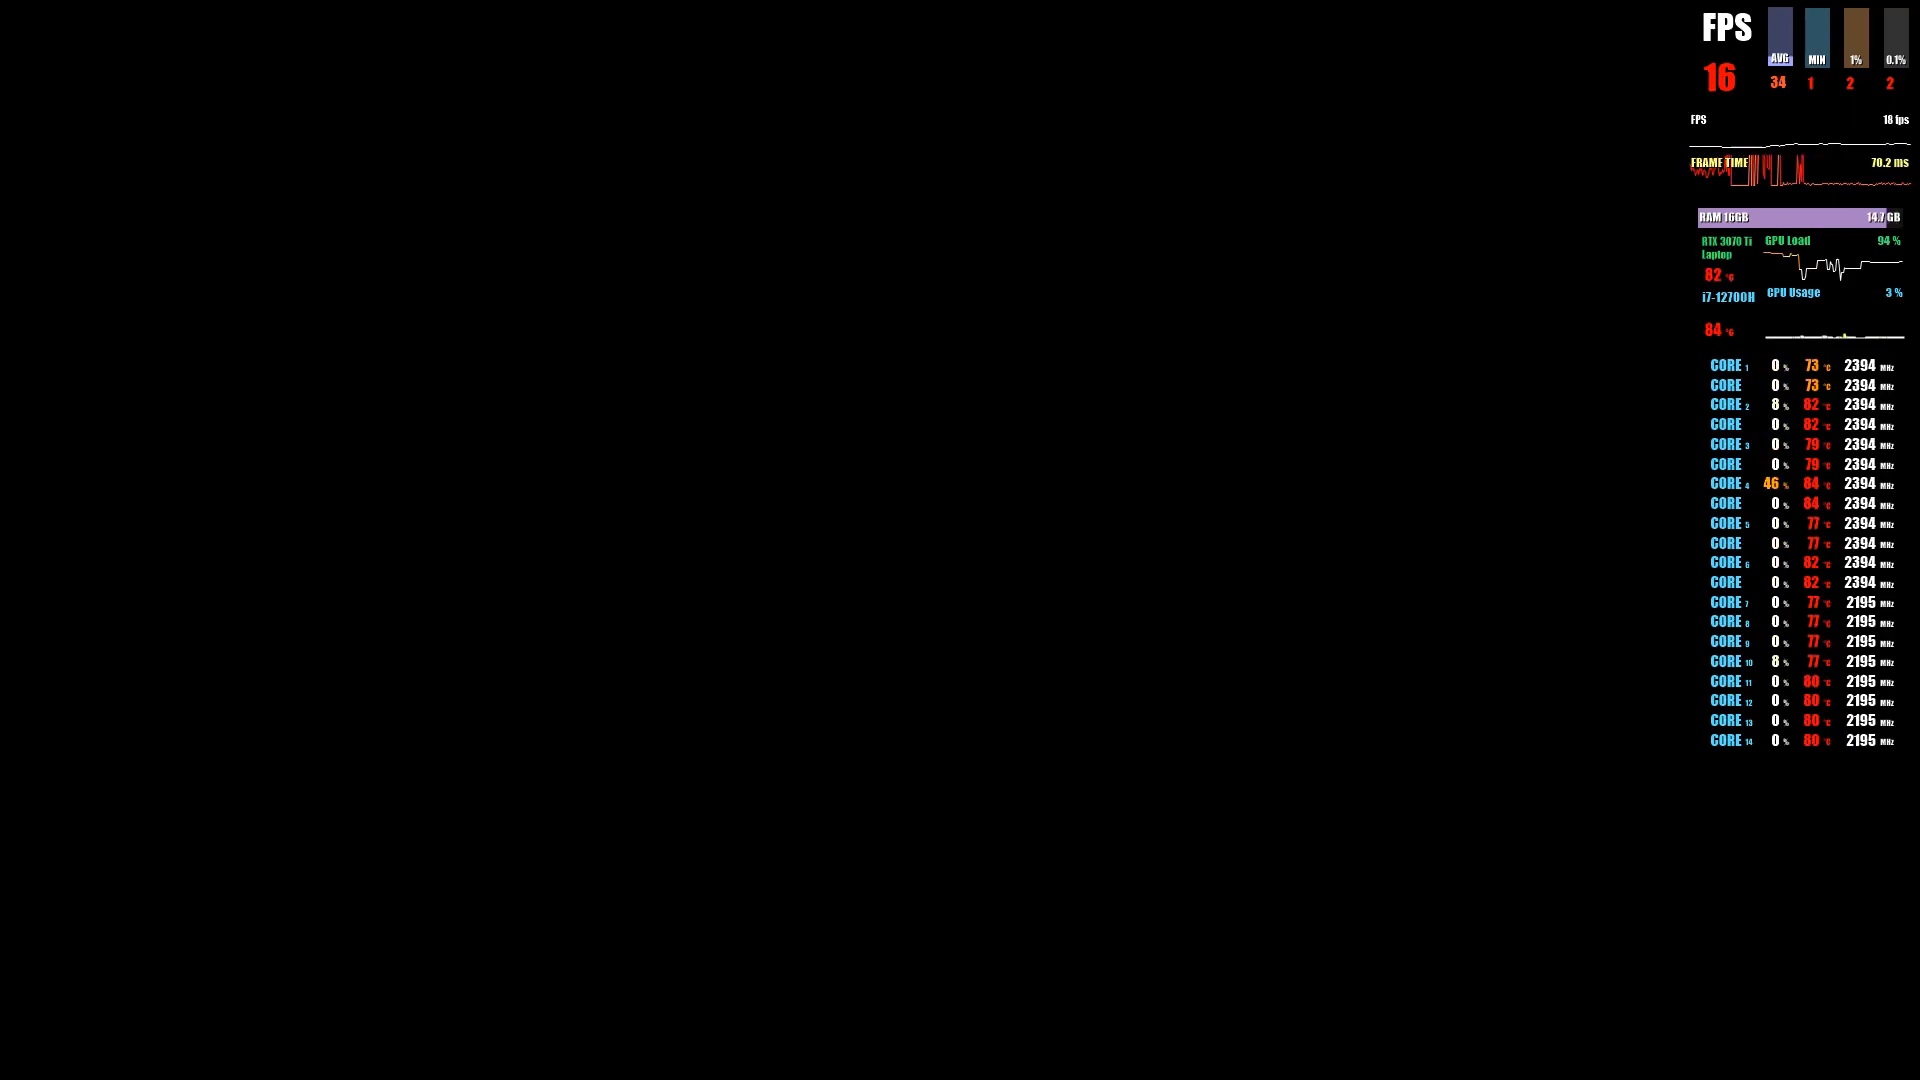 FPS AVG MIN 1% 0.1%
16 34 1 2 2
FPS 18 fps
FRAME TIME 70.2 ms
RAM 16GB 14.7 GB
RTX 3070 Ti GPU Load 94 %
Laptop
82 °C
i7-12700H CPU Usage 3 %
84 °C
CORE 1 0 % 73 °C 2394 MHz
CORE 0 % 73 °C 2394 MHz
CORE 2 8 % 82 °C 2394 MHz
CORE 0 % 82 °C 2394 MHz
CORE 3 0 % 79 °C 2394 MHz
CORE 0 % 79 °C 2394 MHz
CORE 4 46 % 84 °C 2394 MHz
CORE 0 % 84 °C 2394 MHz
CORE 5 0 % 77 °C 2394 MHz
CORE 0 % 77 °C 2394 MHz
CORE 6 0 % 82 °C 2394 MHz
CORE 0 % 82 °C 2394 MHz
CORE 7 0 % 77 °C 2195 MHz
CORE 8 0 % 77 °C 2195 MHz
CORE 9 0 % 77 °C 2195 MHz
CORE 10 8 % 77 °C 2195 MHz
CORE 11 0 % 80 °C 2195 MHz
CORE 12 0 % 80 °C 2195 MHz
CORE 13 0 % 80 °C 2195 MHz
CORE 14 0 % 80 °C 2195 MHz